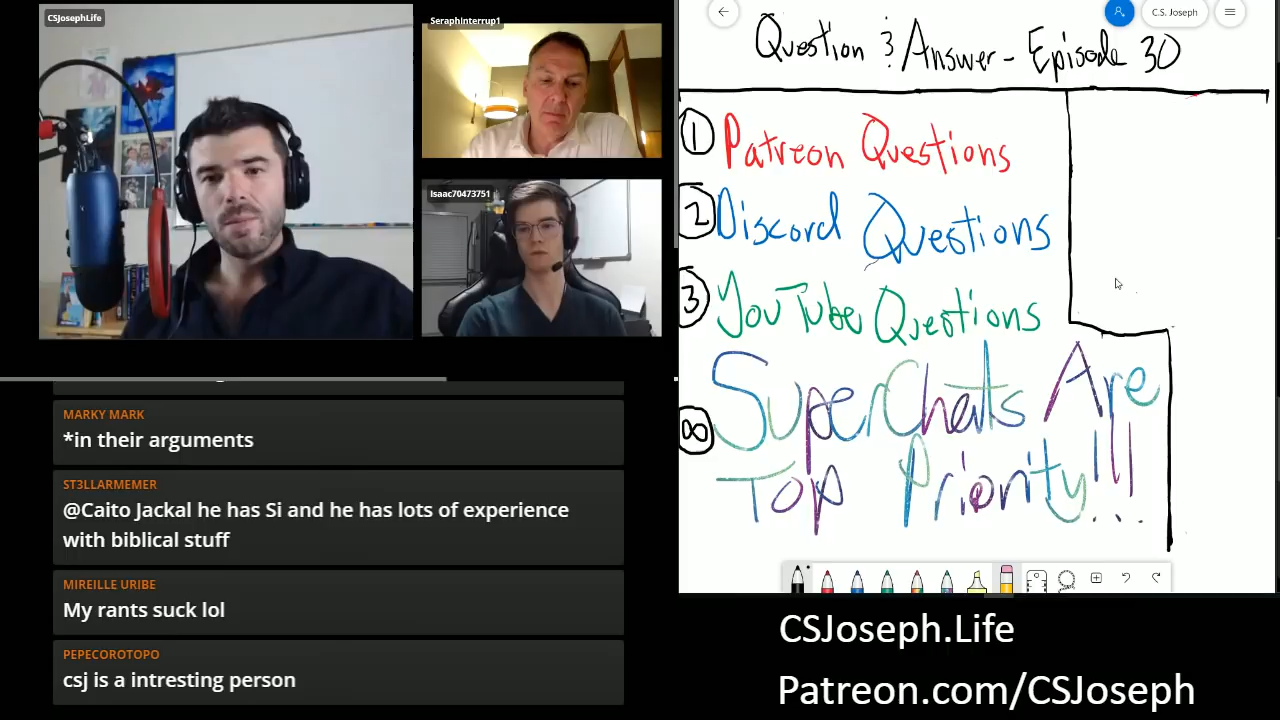 CSJosephLife
SeraphInterrup1
Isaac70473751
C.S. Joseph
Question & Answer - Episode 30
1 Patreon Questions
2 Discord Questions
3 YouTube Questions
∞ SuperChats Are
Top Priority!!!
MARKY MARK
*in their arguments
ST3LLARMEMER
@Caito Jackal he has Si and he has lots of experience
with biblical stuff
MIREILLE URIBE
My rants suck lol
PEPECOROTOPO
csj is a intresting person
CSJoseph.Life
Patreon.com/CSJoseph